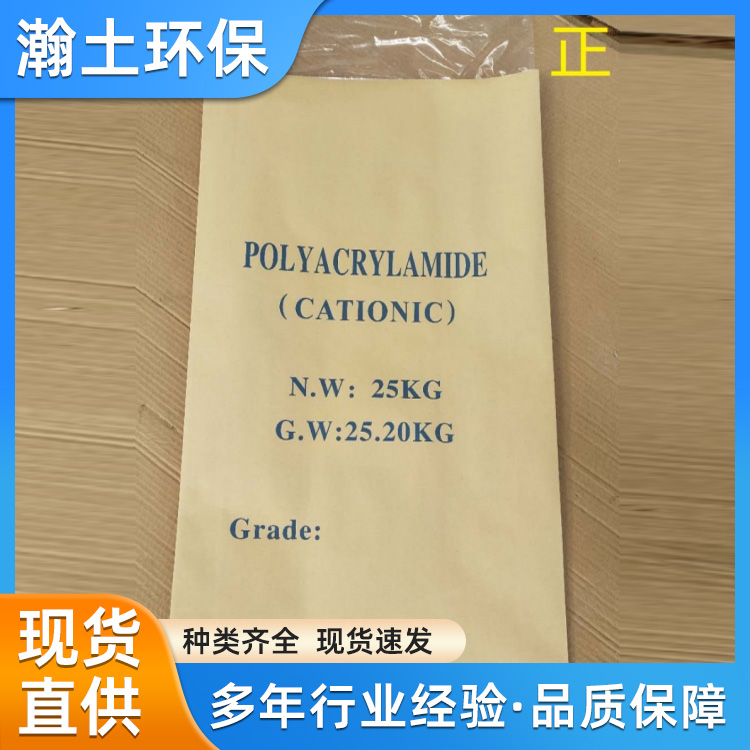 瀚土环保
正
POLYACRYLAMIDE
（CATIONIC）
N.W：25KG
G.W:25.20KG
Grade:
现货
直供
种类齐全 现货速发
多年行业经验·品质保障